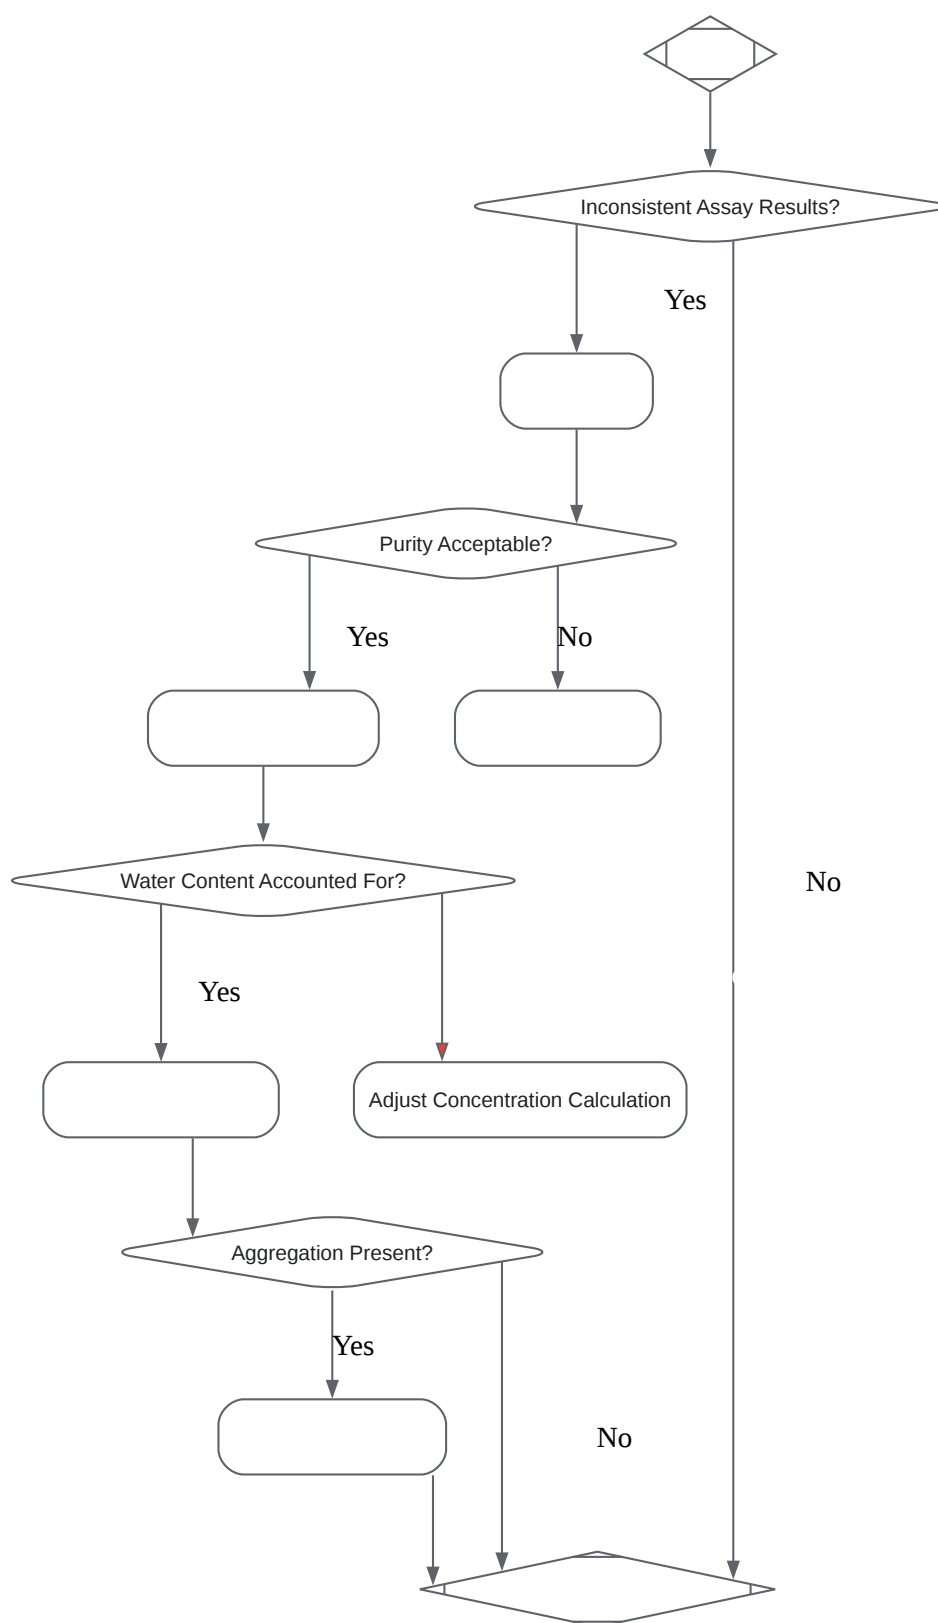 Inconsistent Assay Results?
Yes
Purity Acceptable?
Yes
No
Water Content Accounted For?
No
Yes
Adjust Concentration Calculation
Aggregation Present?
Yes
No